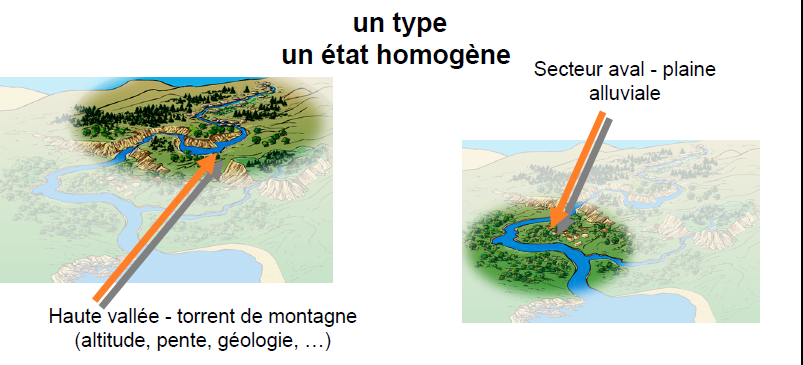 un type
un état homogène
Secteur aval - plaine
alluviale
Haute vallée - torrent de montagne
(altitude, pente, géologie, …)